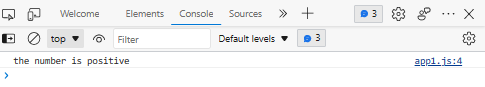 Welcome Elements Console Sources 3
top Filter Default levels 3
the number is positive app1.js:4